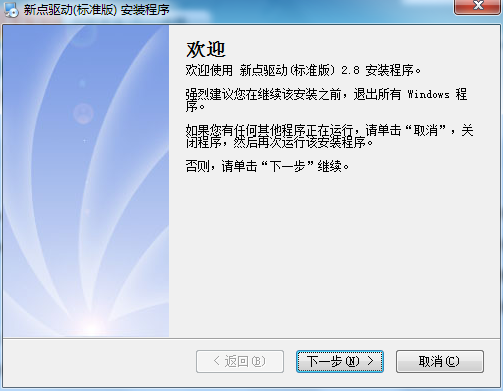 新点驱动(标准版) 安装程序
欢迎
欢迎使用 新点驱动(标准版) 2.8 安装程序。
强烈建议您在继续该安装之前，退出所有 Windows 程
序。
如果您有任何其他程序正在运行，请单击“取消”，关
闭程序，然后再次运行该安装程序。
否则，请单击“下一步”继续。
< 返回(B) 下一步(N) > 取消(C)